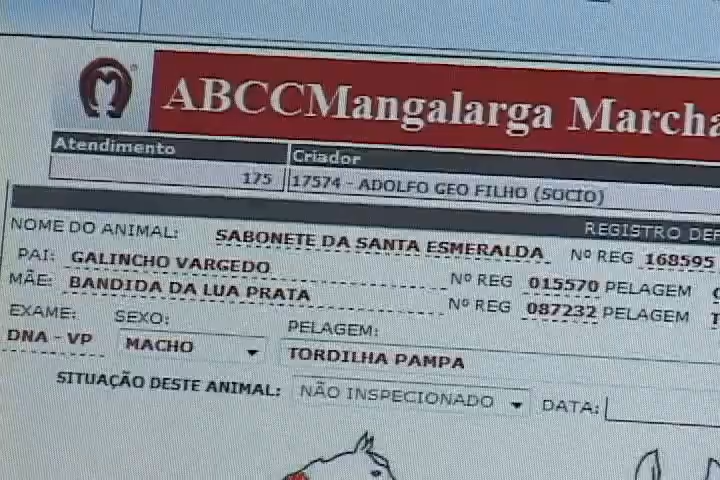 ABCCMangalarga Marcha
Atendimento Criador
175 17574 - ADOLFO GEO FILHO (SOCIO)
REGISTRO DEF
NOME DO ANIMAL: SABONETE DA SANTA ESMERALDA Nº REG 168595
PAI: GALINCHO VARGEDO Nº REG 015570 PELAGEM
MÃE: BANDIDA DA LUA PRATA Nº REG 087232 PELAGEM
EXAME: SEXO: PELAGEM:
DNA - VP MACHO TORDILHA PAMPA
SITUAÇÃO DESTE ANIMAL: NÃO INSPECIONADO DATA: